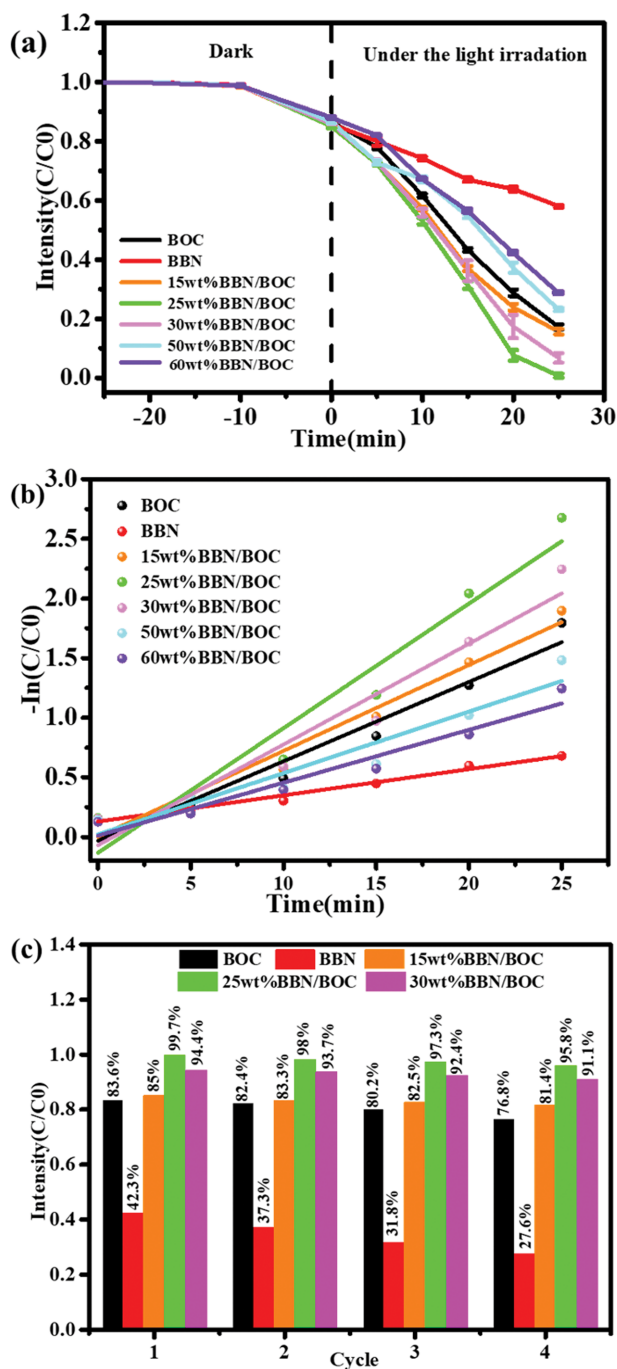 (a)
Dark
Under the light irradation
Intensity(C/C0)
1.2
1.0
0.8
0.6
0.4
0.2
0.0
BOC
BBN
15wt%BBN/BOC
25wt%BBN/BOC
30wt%BBN/BOC
50wt%BBN/BOC
60wt%BBN/BOC
-20 -10 0 10 20 30
Time(min)
(b)
-In(C/C0)
3.0
2.5
2.0
1.5
1.0
0.5
0.0
BOC
BBN
15wt%BBN/BOC
25wt%BBN/BOC
30wt%BBN/BOC
50wt%BBN/BOC
60wt%BBN/BOC
0 5 10 15 20 25
Time(min)
(c)
Intensity(C/C0)
1.4
1.2
1.0
0.8
0.6
0.4
0.2
0.0
BOC BBN 15wt%BBN/BOC
25wt%BBN/BOC 30wt%BBN/BOC
83.6% 42.3% 85% 99.7% 94.4%
82.4% 37.3% 83.3% 98% 93.7%
80.2% 31.8% 82.5% 97.3% 92.4%
76.8% 27.6% 81.4% 95.8% 91.1%
1 2 3 4
Cycle